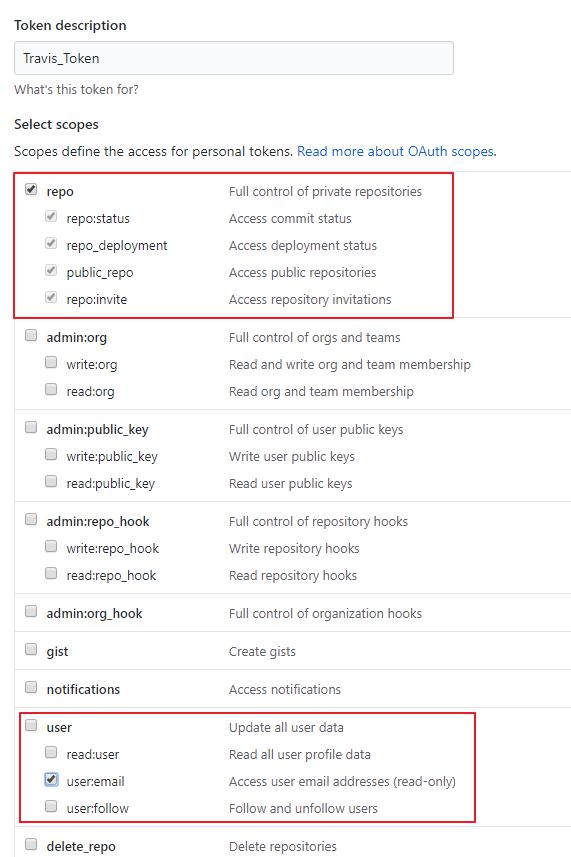 Token description
Travis_Token
What's this token for?
Select scopes
Scopes define the access for personal tokens. Read more about OAuth scopes.
repo Full control of private repositories
repo:status Access commit status
repo_deployment Access deployment status
public_repo Access public repositories
repo:invite Access repository invitations
admin:org Full control of orgs and teams
write:org Read and write org and team membership
read:org Read org and team membership
admin:public_key Full control of user public keys
write:public_key Write user public keys
read:public_key Read user public keys
admin:repo_hook Full control of repository hooks
write:repo_hook Write repository hooks
read:repo_hook Read repository hooks
admin:org_hook Full control of organization hooks
gist Create gists
notifications Access notifications
user Update all user data
read:user Read all user profile data
user:email Access user email addresses (read-only)
user:follow Follow and unfollow users
delete_repo Delete repositories